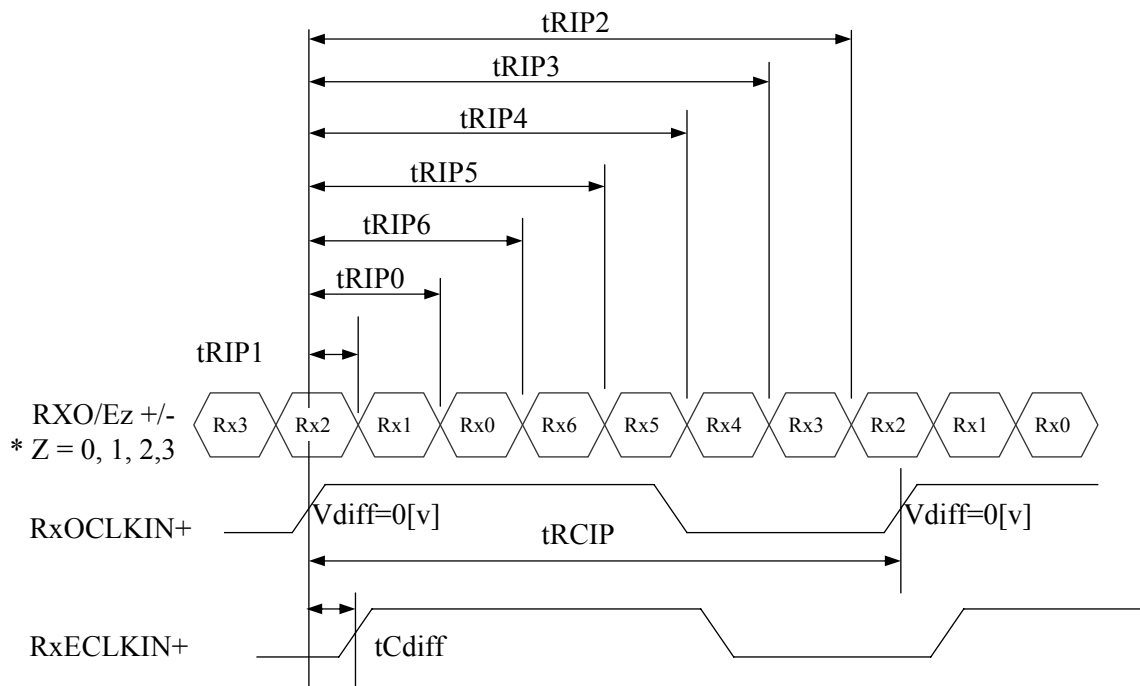 tRIP2
tRIP3
tRIP4
tRIP5
tRIP6
tRIP0
tRIP1
RXO/Ez +/-
* Z = 0, 1, 2,3
Rx3 Rx2 Rx1 Rx0 Rx6 Rx5 Rx4 Rx3 Rx2 Rx1 Rx0
RxOCLKIN+
Vdiff=0[v] Vdiff=0[v]
tRCIP
RxECLKIN+
tCdiff